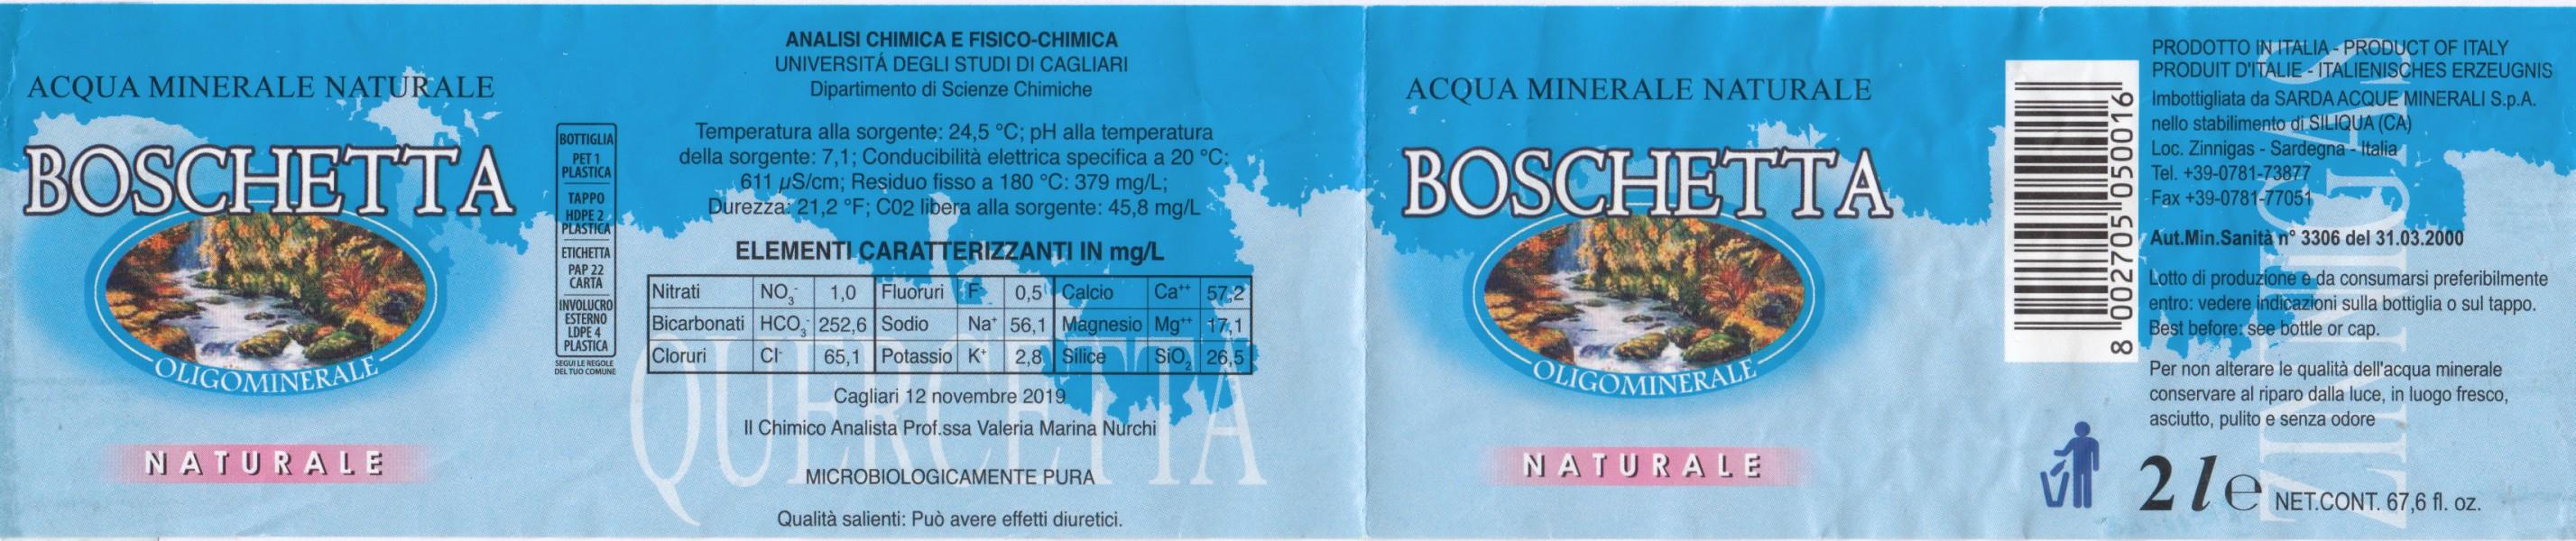 ACQUA MINERALE NATURALE
BOSCHETTA
OLIGOMINERALE
NATURALE
BOTTIGLIA
PET 1
PLASTICA
TAPPO
HDPE 2
PLASTICA
ETICHETTA
PAP 22
CARTA
INVOLUCRO
ESTERNO
LDPE 4
PLASTICA
SEGUI LE REGOLE
DEL TUO COMUNE
ANALISI CHIMICA E FISICO-CHIMICA
UNIVERSITÁ DEGLI STUDI DI CAGLIARI
Dipartimento di Scienze Chimiche
Temperatura alla sorgente: 24,5 °C; pH alla temperatura
della sorgente: 7,1; Conducibilità elettrica specifica a 20 °C:
611 µS/cm; Residuo fisso a 180 °C: 379 mg/L;
Durezza: 21,2 °F; C02 libera alla sorgente: 45,8 mg/L
ELEMENTI CARATTERIZZANTI IN mg/L
Nitrati NO₃⁻ 1,0 Fluoruri F⁻ 0,5 Calcio Ca⁺⁺ 57,2
Bicarbonati HCO₃⁻ 252,6 Sodio Na⁺ 56,1 Magnesio Mg⁺⁺ 17,1
Cloruri Cl⁻ 65,1 Potassio K⁺ 2,8 Silice SiO₂ 26,5
Cagliari 12 novembre 2019
Il Chimico Analista Prof.ssa Valeria Marina Nurchi
QUERCETTA
MICROBIOLOGICAMENTE PURA
Qualità salienti: Può avere effetti diuretici.
ACQUA MINERALE NATURALE
BOSCHETTA
OLIGOMINERALE
NATURALE
8 002705 050016
PRODOTTO IN ITALIA - PRODUCT OF ITALY
PRODUIT D'ITALIE - ITALIENISCHES ERZEUGNIS
Imbottigliata da SARDA ACQUE MINERALI S.p.A.
nello stabilimento di SILIQUA (CA)
Loc. Zinnigas - Sardegna - Italia
Tel. +39-0781-73877
Fax +39-0781-77051
Aut.Min.Sanità n° 3306 del 31.03.2000
Lotto di produzione e da consumarsi preferibilmente
entro: vedere indicazioni sulla bottiglia o sul tappo.
Best before: see bottle or cap.
Per non alterare le qualità dell'acqua minerale
conservare al riparo dalla luce, in luogo fresco,
asciutto, pulito e senza odore
2 l e NET.CONT. 67,6 fl. oz.
ZINNIGAS